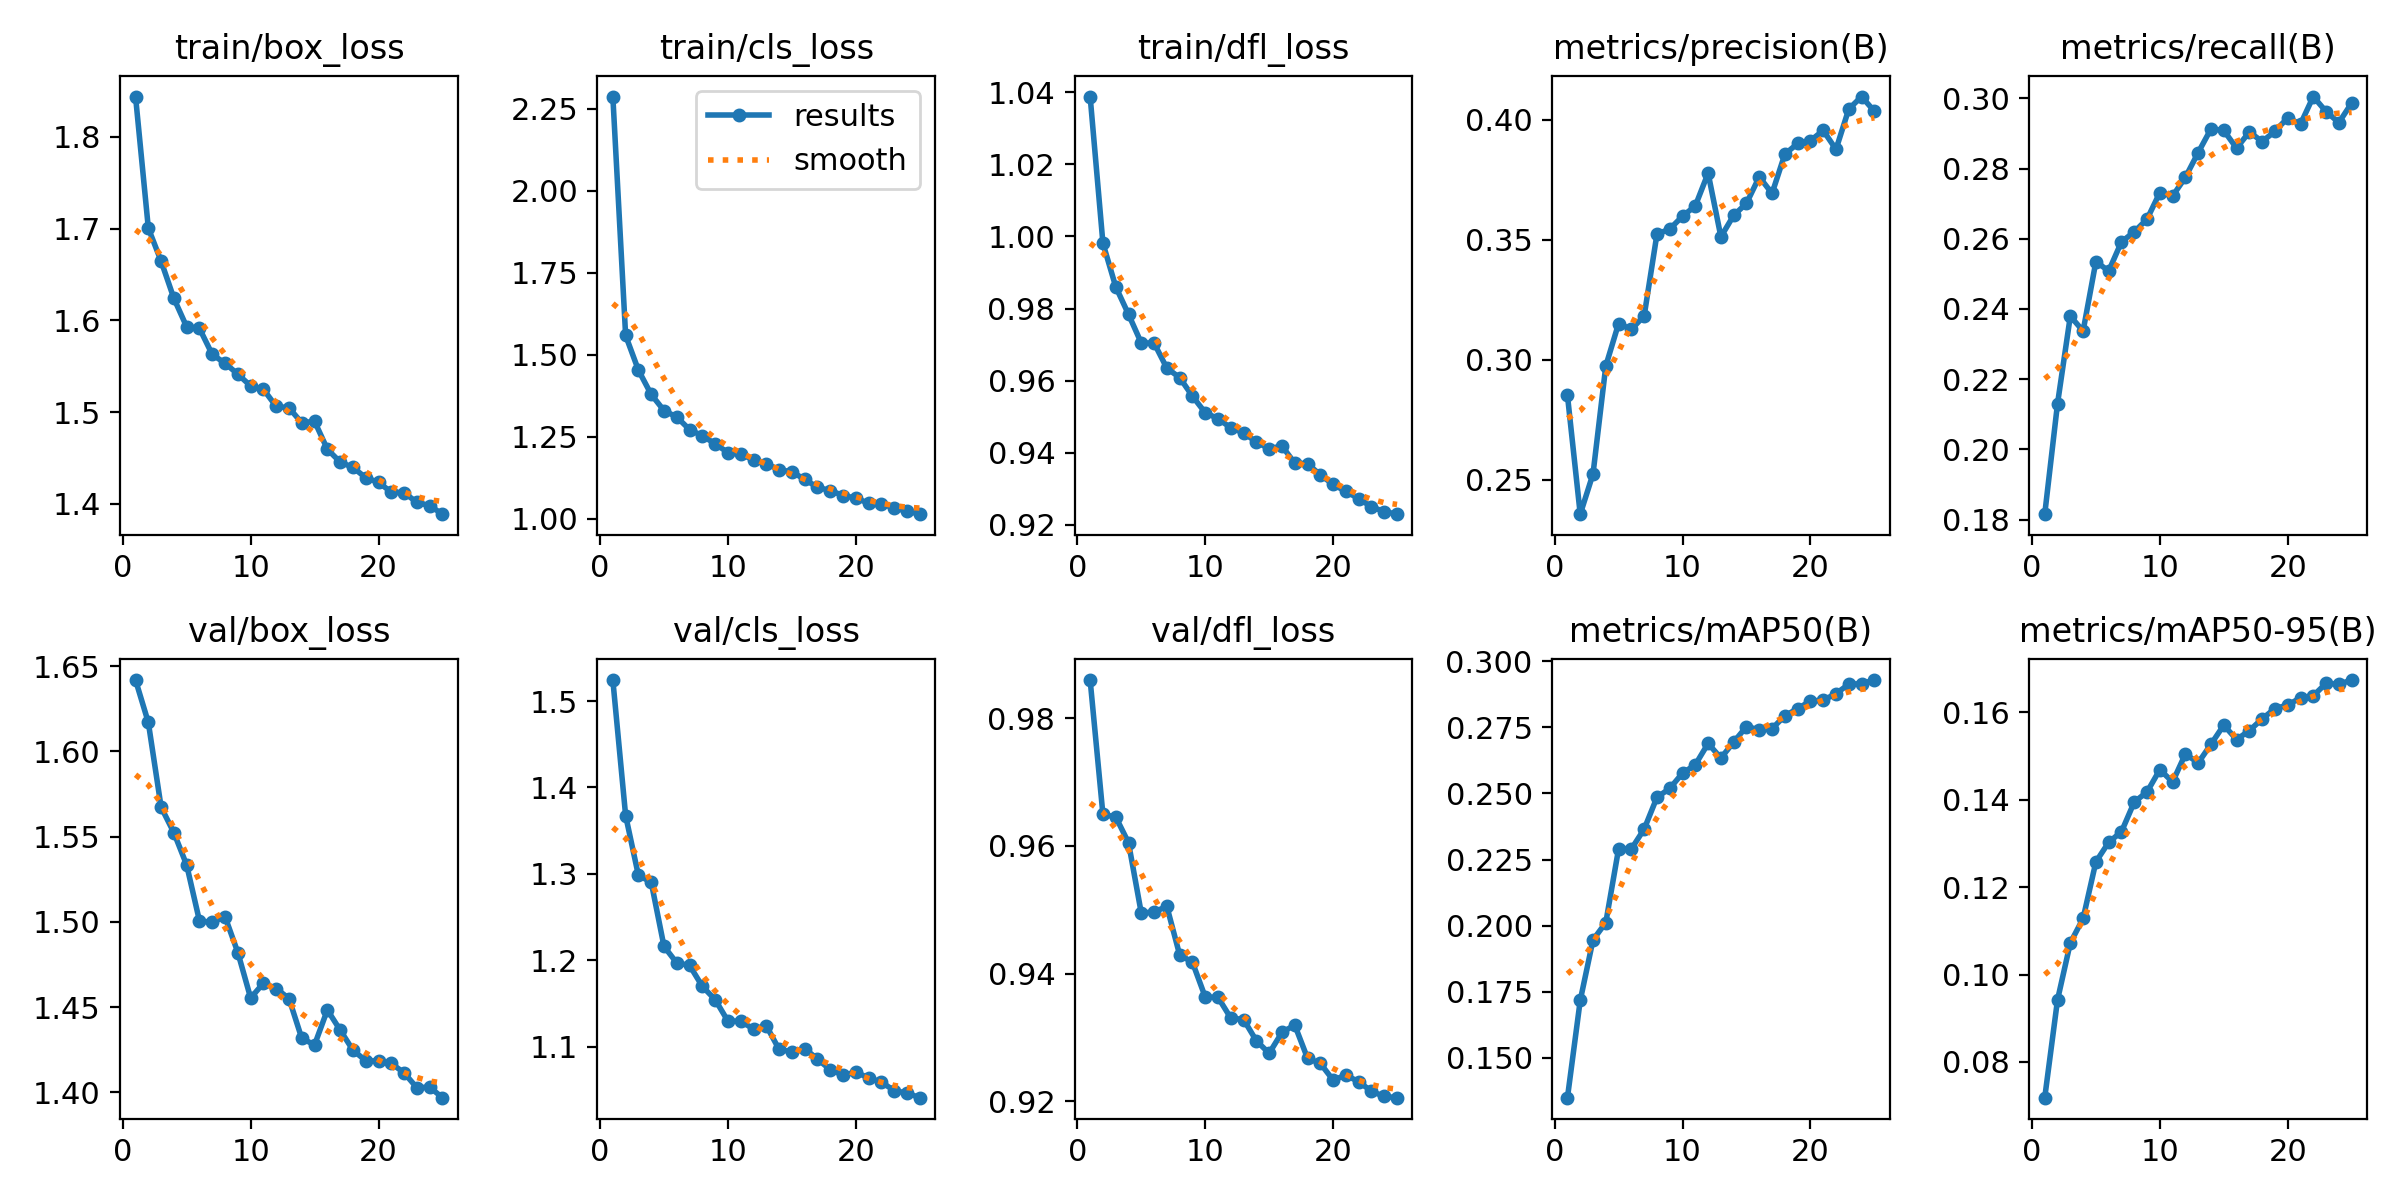 train/box_loss
train/cls_loss
train/dfl_loss
metrics/precision(B)
metrics/recall(B)
1.8
1.7
1.6
1.5
1.4
0 10 20
2.25
2.00
1.75
1.50
1.25
1.00
0 10 20
results
smooth
1.04
1.02
1.00
0.98
0.96
0.94
0.92
0 10 20
0.40
0.35
0.30
0.25
0 10 20
0.30
0.28
0.26
0.24
0.22
0.20
0.18
0 10 20
val/box_loss
val/cls_loss
val/dfl_loss
metrics/mAP50(B)
metrics/mAP50-95(B)
1.65
1.60
1.55
1.50
1.45
1.40
0 10 20
1.5
1.4
1.3
1.2
1.1
0 10 20
0.98
0.96
0.94
0.92
0 10 20
0.300
0.275
0.250
0.225
0.200
0.175
0.150
0 10 20
0.16
0.14
0.12
0.10
0.08
0 10 20